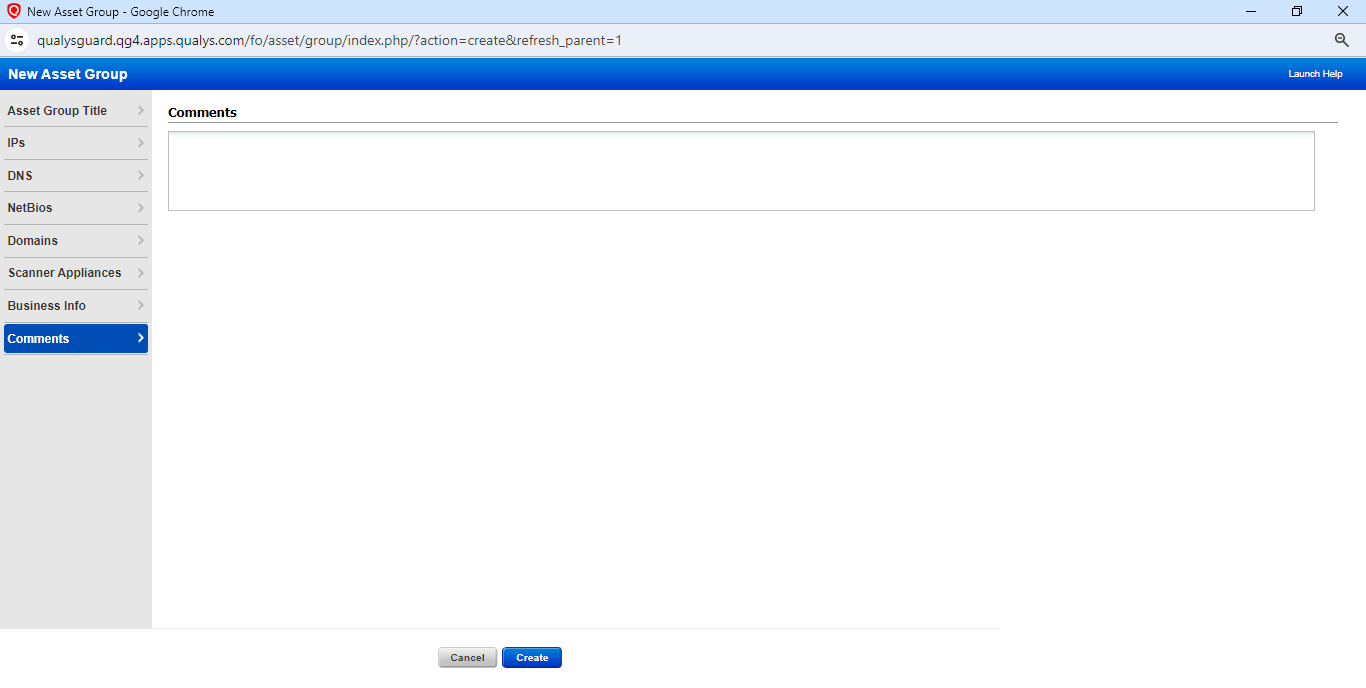 New Asset Group - Google Chrome
qualysguard.qg4.apps.qualys.com/fo/asset/group/index.php/?action=create&refresh_parent=1
New Asset Group
Launch Help
Asset Group Title
IPs
DNS
NetBios
Domains
Scanner Appliances
Business Info
Comments
Comments
Cancel
Create